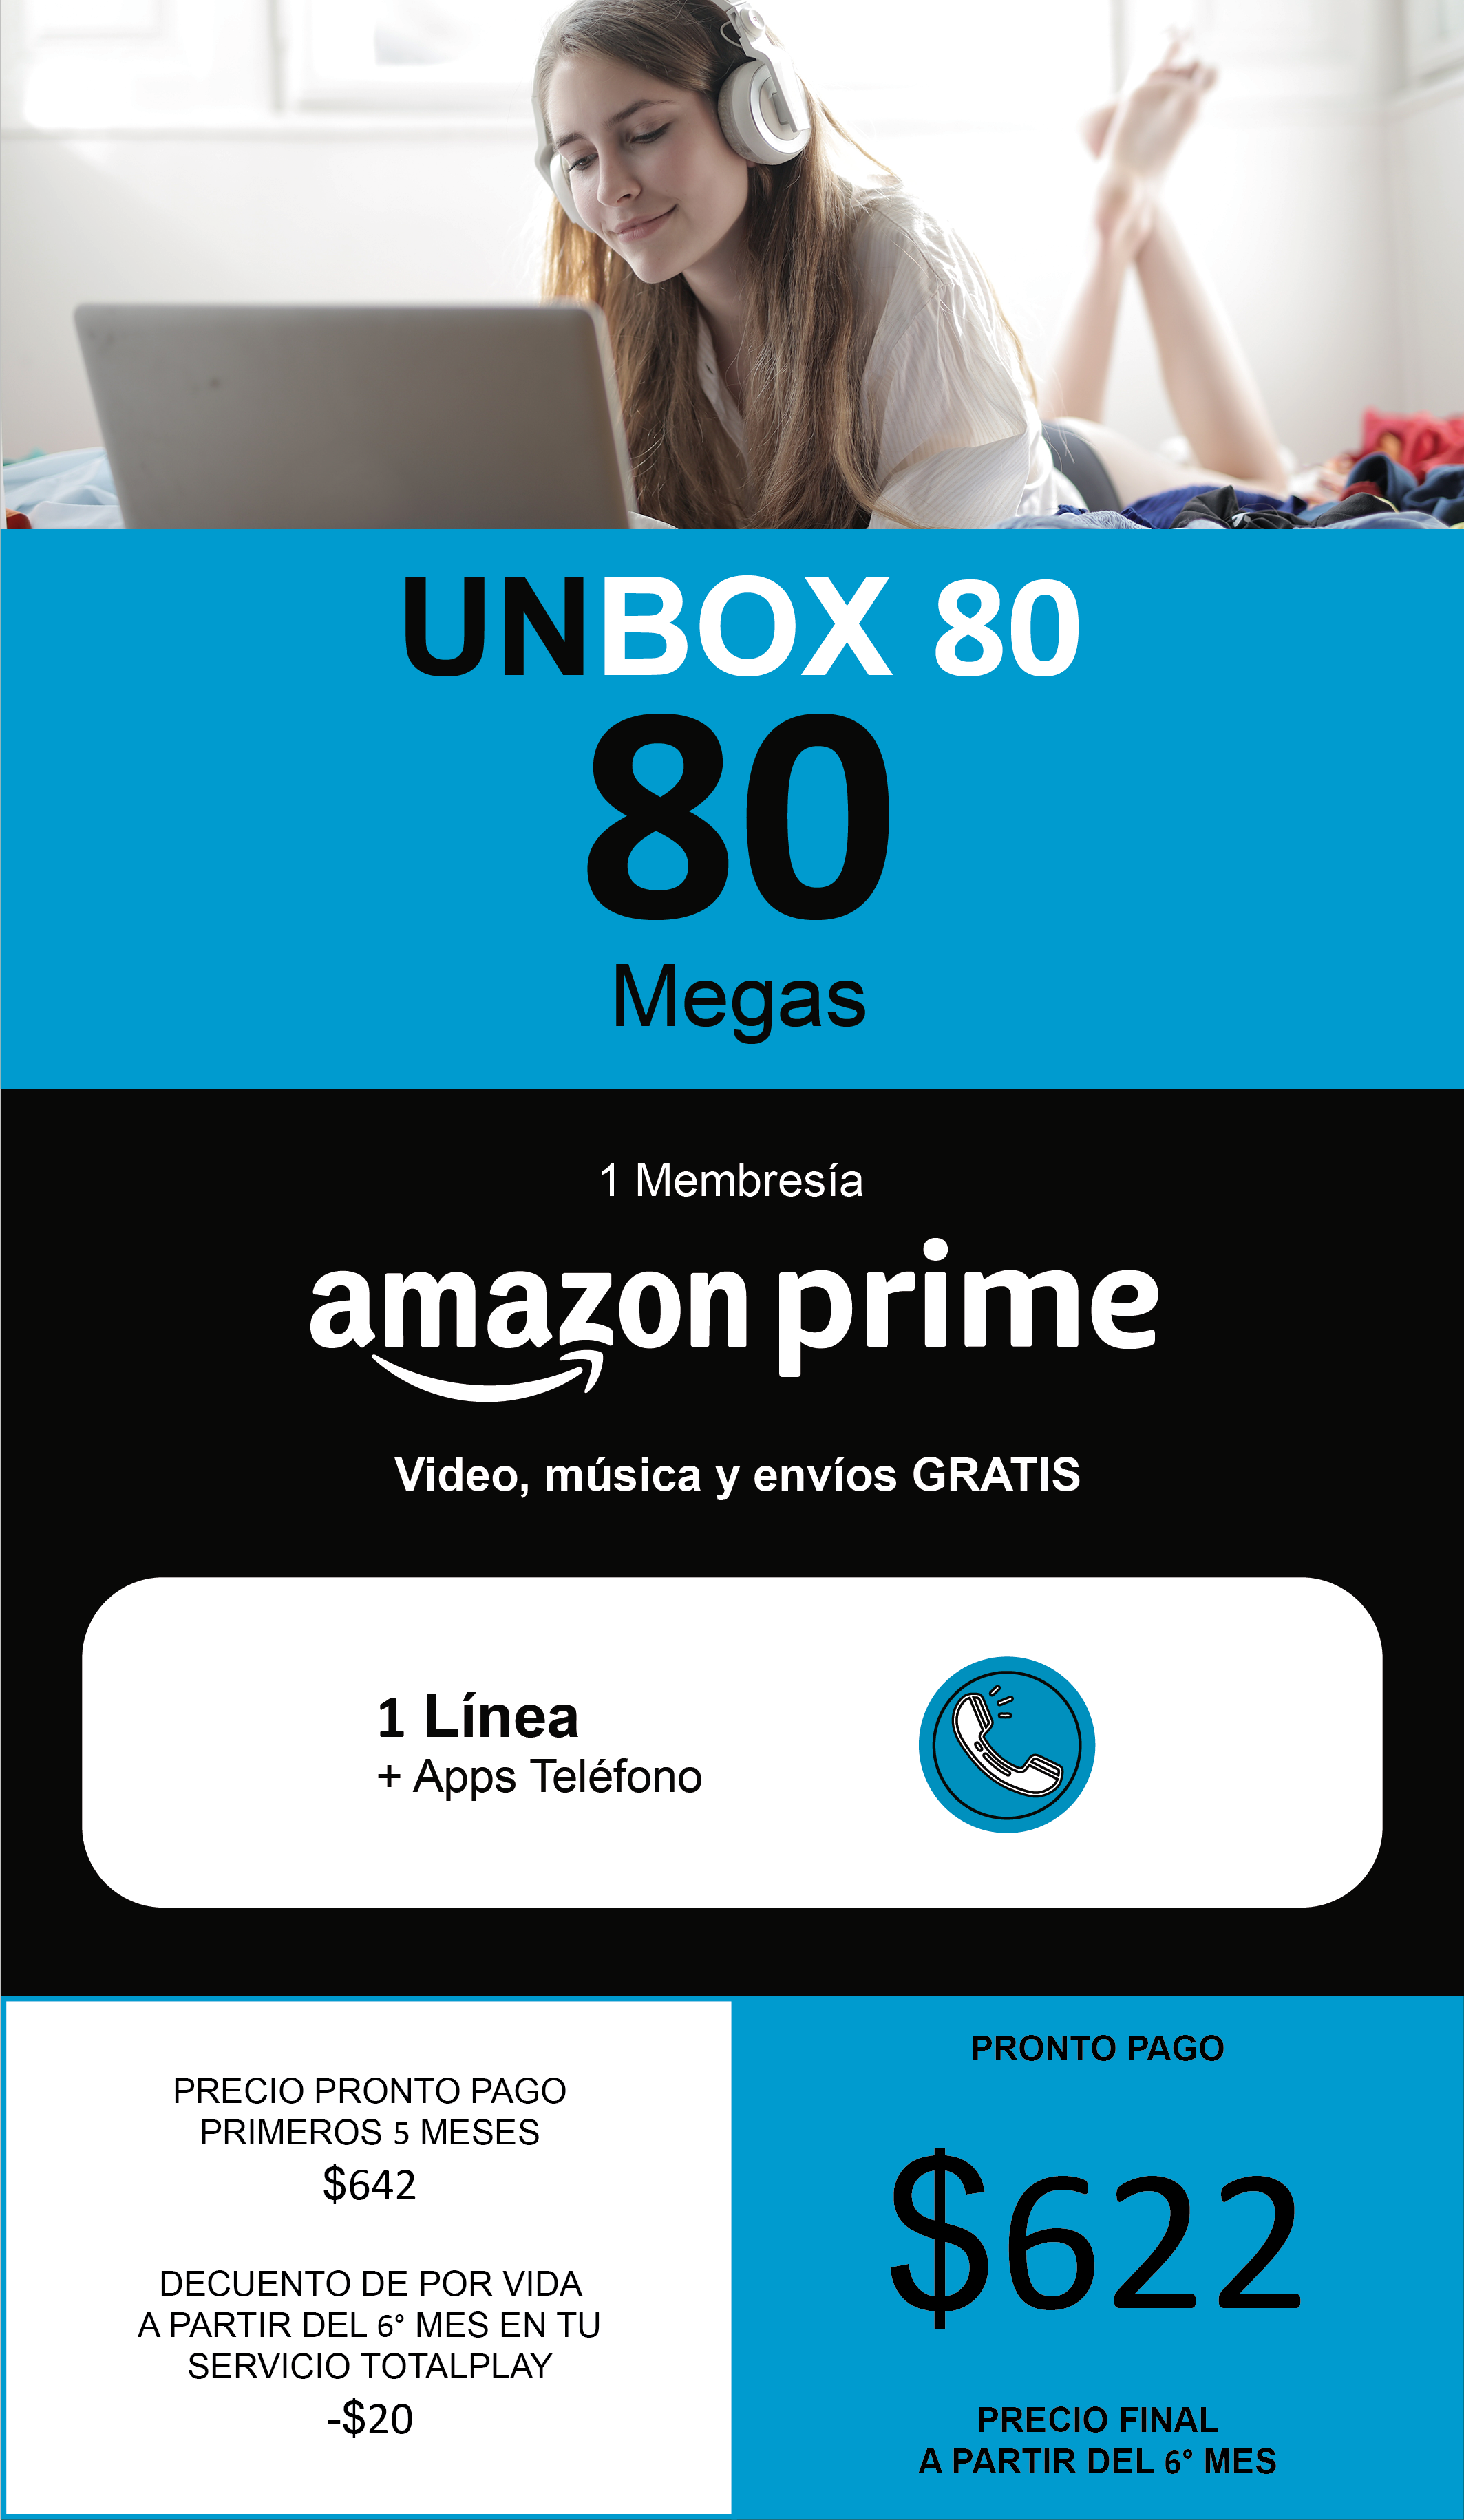 UNBOX 80
80
Megas
1 Membresía
amazon prime
Video, música y envíos GRATIS
1 Línea
+ Apps Teléfono
PRECIO PRONTO PAGO
PRIMEROS 5 MESES
$642
DECUENTO DE POR VIDA
A PARTIR DEL 6° MES EN TU
SERVICIO TOTALPLAY
-$20
PRONTO PAGO
$622
PRECIO FINAL
A PARTIR DEL 6° MES